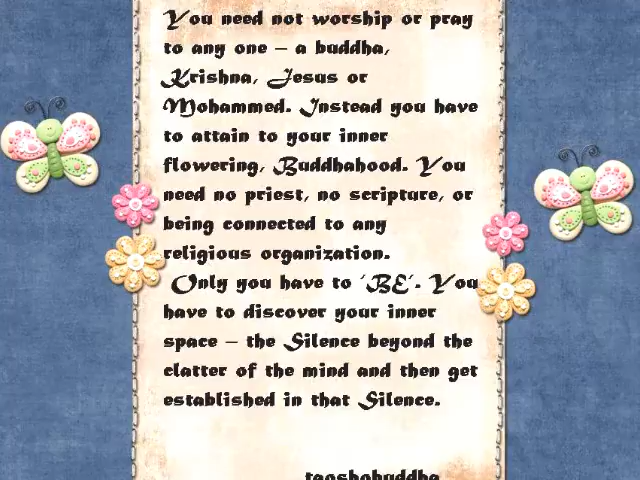 You need not worship or pray
to any one – a buddha,
Krishna, Jesus or
Mohammed. Instead you have
to attain to your inner
flowering, Buddhahood. You
need no priest, no scripture, or
being connected to any
religious organization.
Only you have to 'BE'. You
have to discover your inner
space – the Silence beyond the
clatter of the mind and then get
established in that Silence.
taoshobuddha